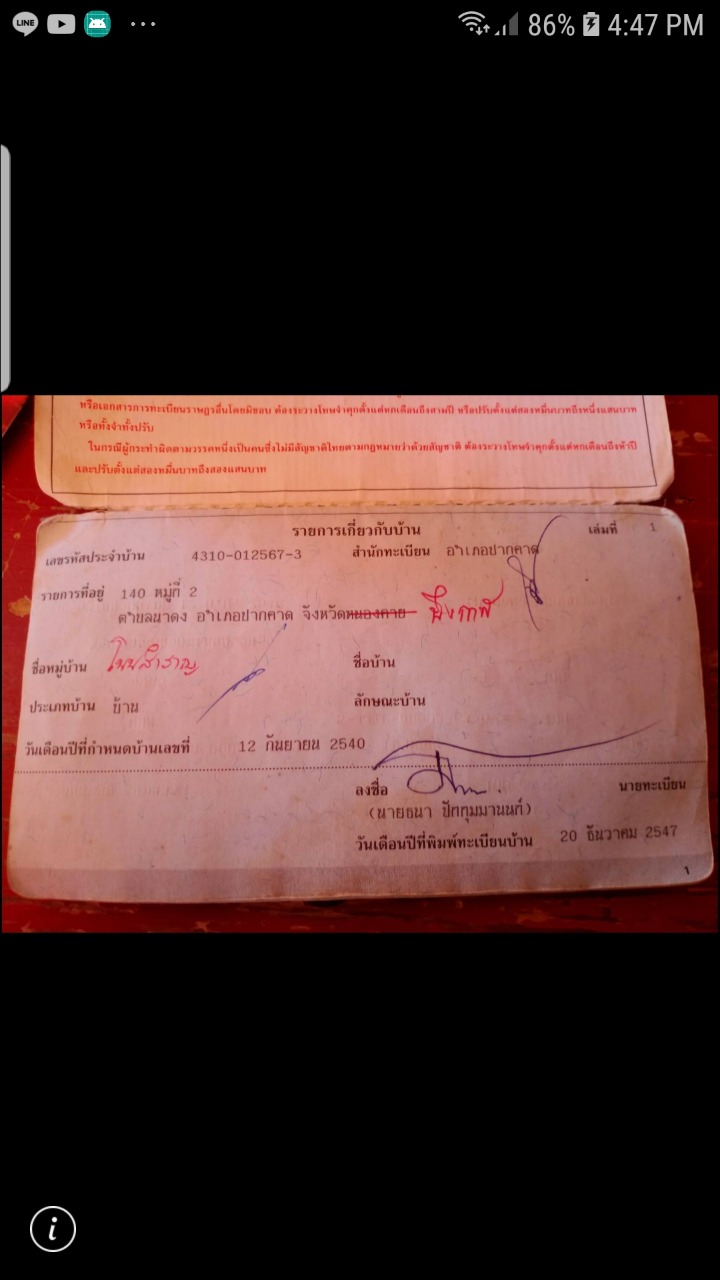 LINE 86% 4:47 PM
หรือเอกสารการทะเบียนราษฎรอื่นโดยมิชอบ ต้องระวางโทษจำคุกตั้งแต่หกเดือนถึงสามปี หรือปรับตั้งแต่สองหมื่นบาทถึงหนึ่งแสนบาท
หรือทั้งจำทั้งปรับ
ในกรณีผู้กระทำผิดตามวรรคหนึ่งเป็นคนซึ่งไม่มีสัญชาติไทยตามกฎหมายว่าด้วยสัญชาติ ต้องระวางโทษจำคุกตั้งแต่หกเดือนถึงห้าปี
และปรับตั้งแต่สองหมื่นบาทถึงสองแสนบาท
รายการเกี่ยวกับบ้าน เล่มที่ 1
เลขรหัสประจำบ้าน 4310-012567-3 สำนักทะเบียน อำเภอปากคาด
รายการที่อยู่ 140 หมู่ที่ 2
ตำบลนาดง อำเภอปากคาด จังหวัดหนองคาย บึงกาฬ
ชื่อหมู่บ้าน โนนสำราญ ชื่อบ้าน
ประเภทบ้าน บ้าน ลักษณะบ้าน
วันเดือนปีที่กำหนดบ้านเลขที่ 12 กันยายน 2540
ลงชื่อ นายทะเบียน
(นายธนา ปัทกุมมานนท์)
วันเดือนปีที่พิมพ์ทะเบียนบ้าน 20 ธันวาคม 2547
1